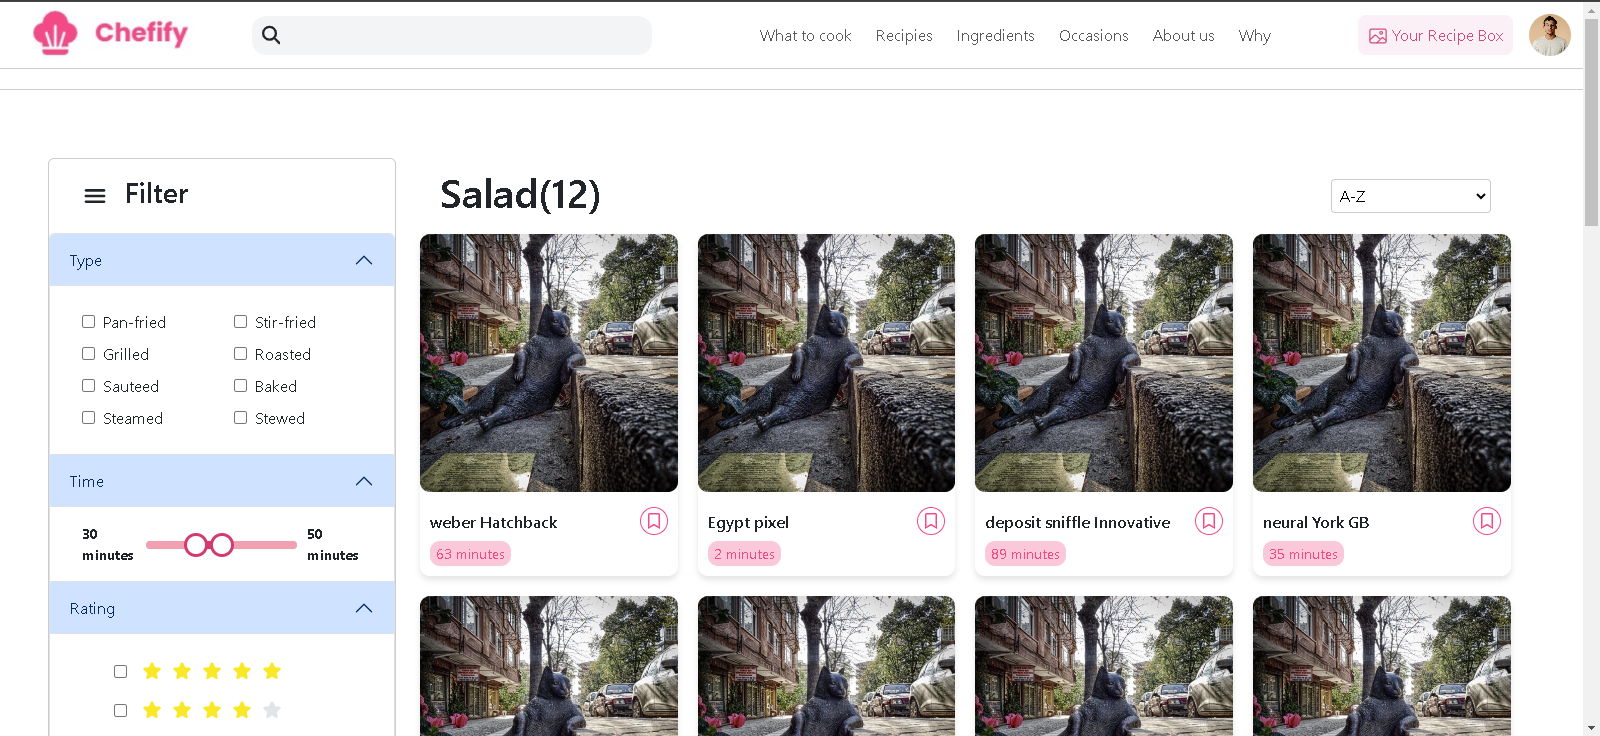 Chefify
What to cook
Recipies
Ingredients
Occasions
About us
Why
Your Recipe Box
Filter
Type
Pan-fried
Stir-fried
Grilled
Roasted
Sauteed
Baked
Steamed
Stewed
Time
30
minutes
50
minutes
Rating
Salad(12)
A-Z
weber Hatchback
63 minutes
Egypt pixel
2 minutes
deposit sniffle Innovative
89 minutes
neural York GB
35 minutes